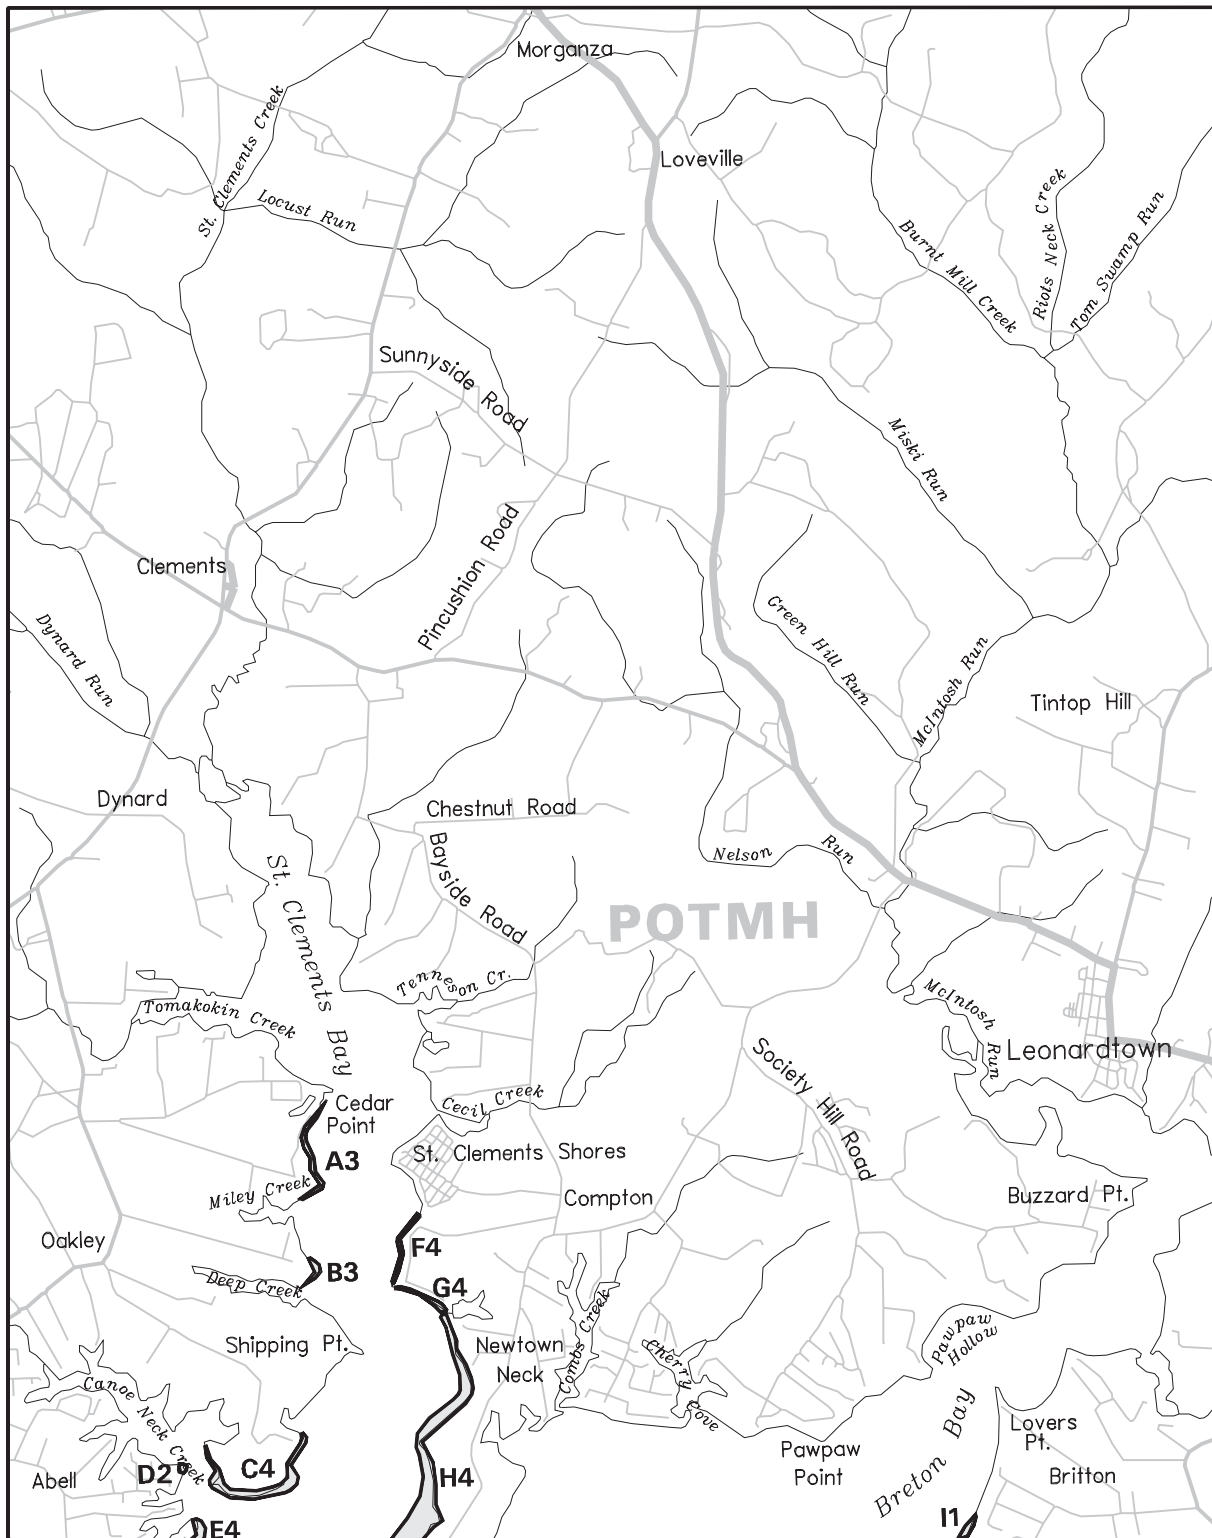 Morganza
Loveville
St. Clements Creek
Locust Run
Burnt Mill Creek
Riots Neck Creek
Tom Swamp Run
Sunnyside Road
Miski Run
Pincushion Road
Clements
Green Hill Run
Dynard Run
McIntosh Run
Tintop Hill
Dynard
Chestnut Road
Bayside Road
Nelson Run
St. Clements Bay
POTMH
Tenneson Cr.
Tomakokin Creek
McIntosh Run
Leonardtown
Society Hill Road
Cecil Creek
Cedar
Point
A3
St. Clements Shores
Miley Creek
Compton
Buzzard Pt.
Oakley
F4
B3
Deep Creek
G4
Combs Creek
Pawpaw
Hollow
Shipping Pt.
Newtown
Neck
Cherry Cove
Canoe Neck Creek
Breton Bay
Lovers
Pt.
Pawpaw
Point
Britton
Abell
D2
C4
H4
I1
E4